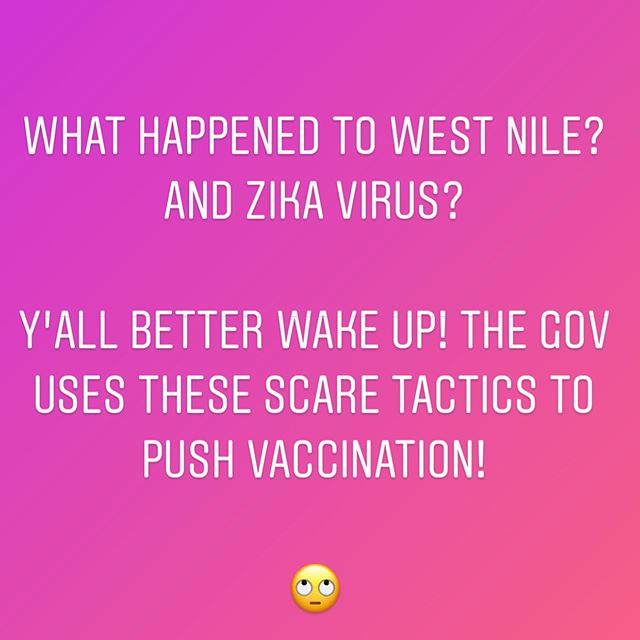 WHAT HAPPENED TO WEST NILE?
AND ZIKA VIRUS?
Y'ALL BETTER WAKE UP! THE GOV
USES THESE SCARE TACTICS TO
PUSH VACCINATION!